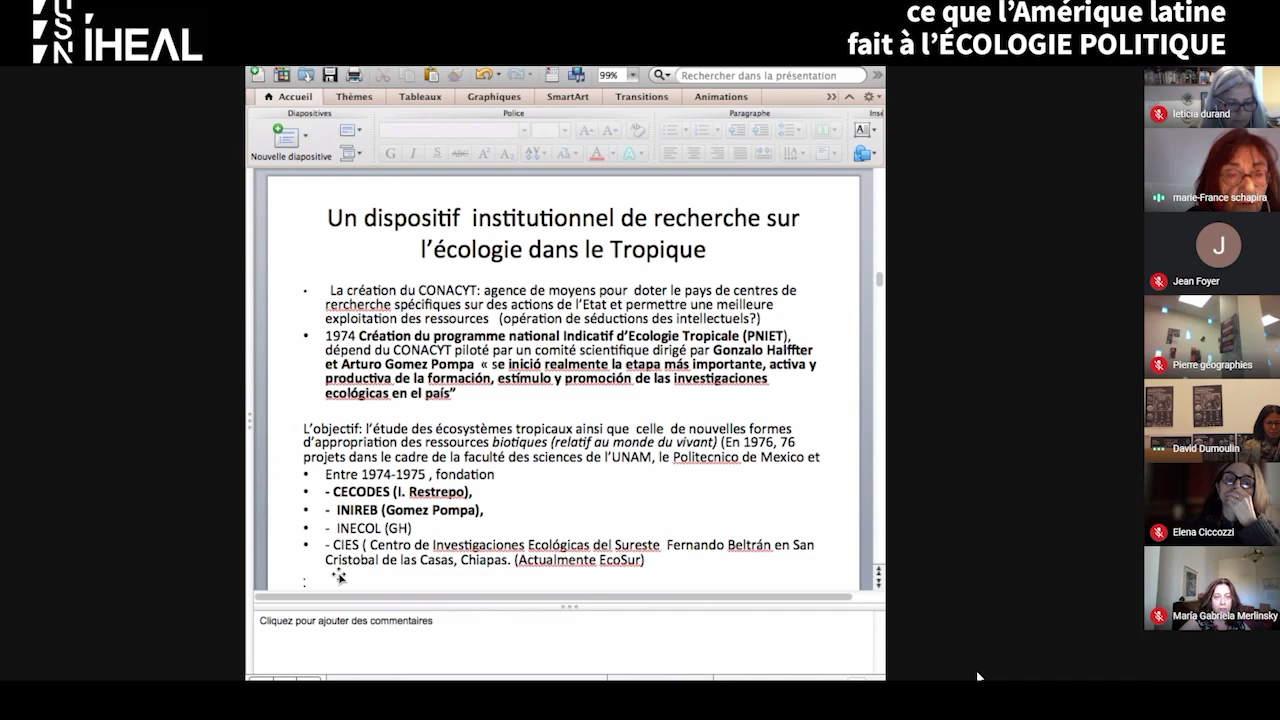 USN
ÍHEAL
ce que l'Amérique latine
fait à l'ÉCOLOGIE POLITIQUE
99%
Rechercher dans la présentation
Accueil
Thèmes
Tableaux
Graphiques
SmartArt
Transitions
Animations
Diapositives
Police
Paragraphe
Insé
Nouvelle diapositive
Un dispositif institutionnel de recherche sur
l'écologie dans le Tropique
• La création du CONACYT: agence de moyens pour doter le pays de centres de
rercherche spécifiques sur des actions de l'Etat et permettre une meilleure
exploitation des ressources (opération de séductions des intellectuels?)
• 1974 Création du programme national Indicatif d'Ecologie Tropicale (PNIET),
dépend du CONACYT piloté par un comité scientifique dirigé par Gonzalo Halffter
et Arturo Gomez Pompa « se inició realmente la etapa más importante, activa y
productiva de la formación, estímulo y promoción de las investigaciones
ecológicas en el país"
L'objectif: l'étude des écosystèmes tropicaux ainsi que celle de nouvelles formes
d'appropriation des ressources biotiques (relatif au monde du vivant) (En 1976, 76
projets dans le cadre de la faculté des sciences de l'UNAM, le Politecnico de Mexico et
• Entre 1974-1975 , fondation
• - CECODES (I. Restrepo),
• - INIREB (Gomez Pompa),
• - INECOL (GH)
• - CIES ( Centro de Investigaciones Ecológicas del Sureste Fernando Beltrán en San
Cristobal de las Casas, Chiapas. (Actualmente EcoSur)
:
Cliquez pour ajouter des commentaires
leticia durand
marie-France schapira
J
Jean Foyer
Pierre géographies
David Dumoulin
Elena Ciccozzi
María Gabriela Merlinsky